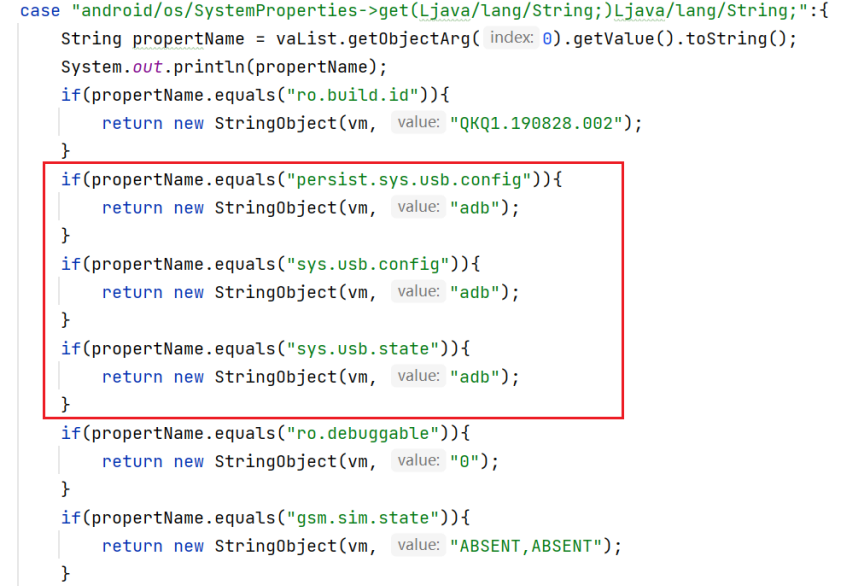 case "android/os/SystemProperties->get(Ljava/lang/String;)Ljava/lang/String;":{
String propertName = vaList.getObjectArg( index: 0).getValue().toString();
System.out.println(propertName);
if(propertName.equals("ro.build.id")){
return new StringObject(vm, value: "QKQ1.190828.002");
}
if(propertName.equals("persist.sys.usb.config")){
return new StringObject(vm, value: "adb");
}
if(propertName.equals("sys.usb.config")){
return new StringObject(vm, value: "adb");
}
if(propertName.equals("sys.usb.state")){
return new StringObject(vm, value: "adb");
}
if(propertName.equals("ro.debuggable")){
return new StringObject(vm, value: "0");
}
if(propertName.equals("gsm.sim.state")){
return new StringObject(vm, value: "ABSENT,ABSENT");
}